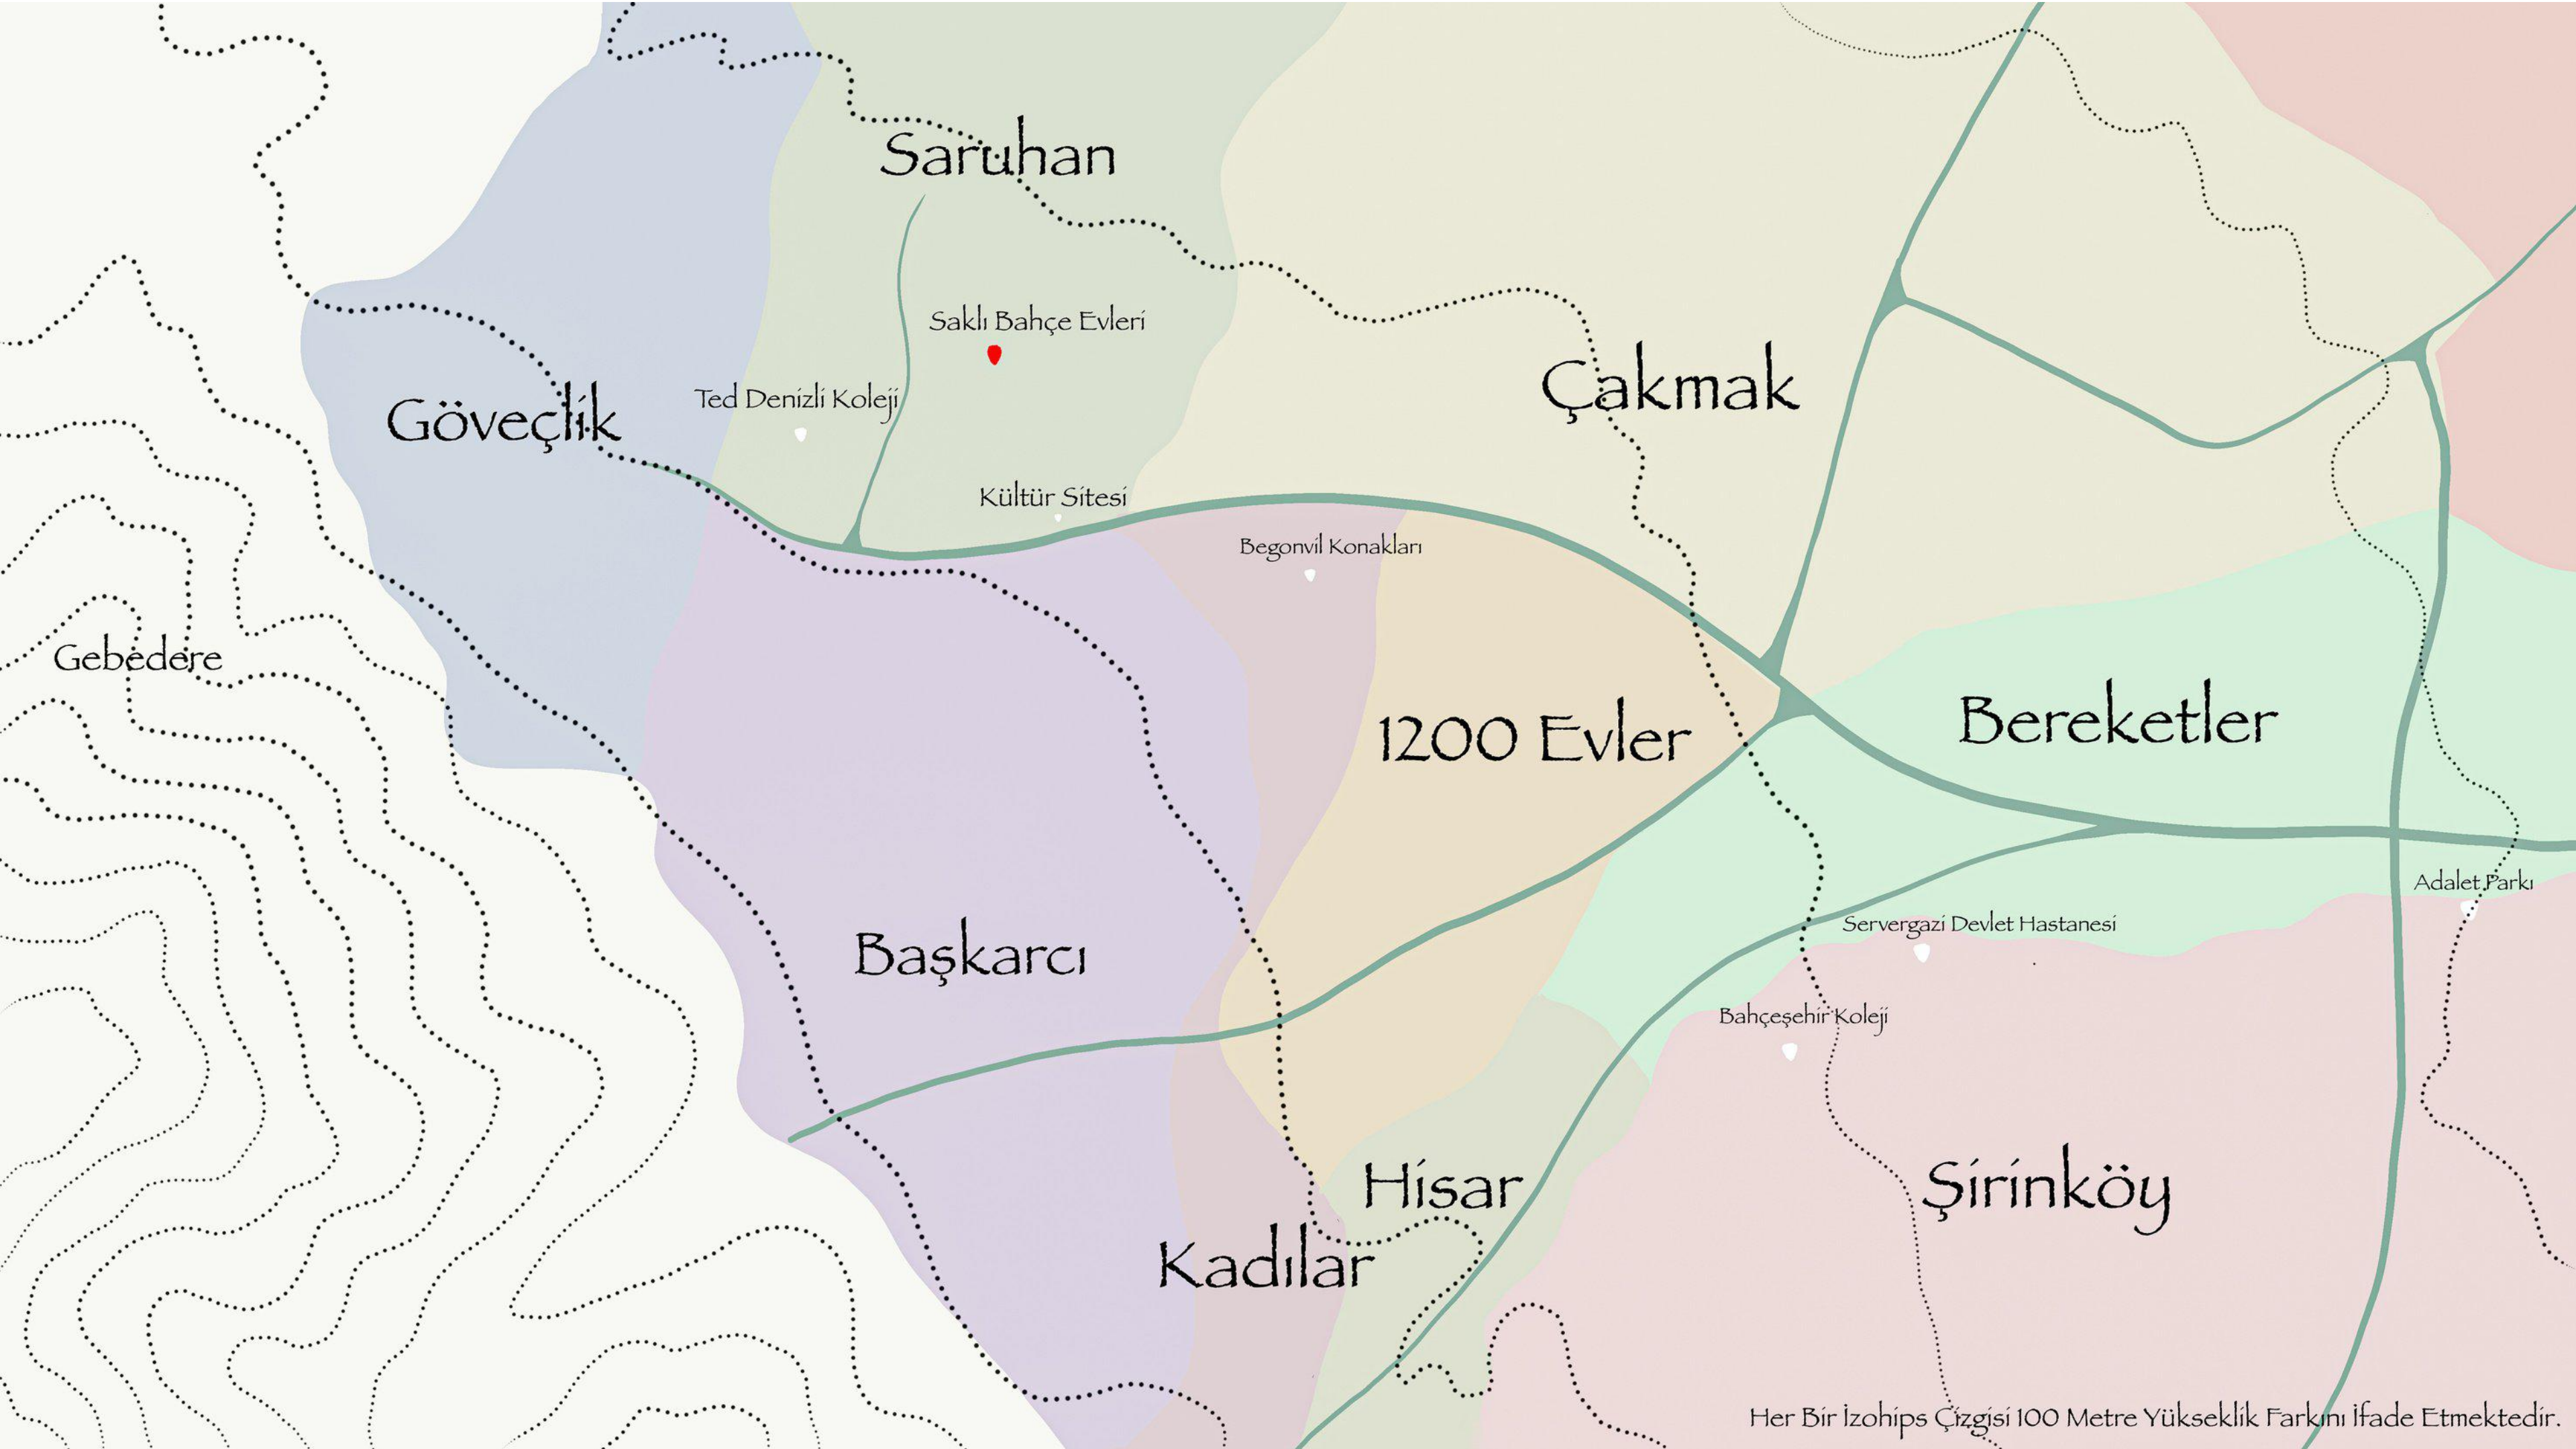 Saruhan
Saklı Bahçe Evleri
Göveçlik
Ted Denizli Koleji
Çakmak
Kültür Sitesi
Begonvil Konakları
Gebedere
1200 Evler
Bereketler
Adalet Parkı
Servergazi Devlet Hastanesi
Başkarcı
Bahçeşehir Koleji
Hisar
Şirinköy
Kadılar
Her Bir İzohips Çizgisi 100 Metre Yükseklik Farkını İfade Etmektedir.